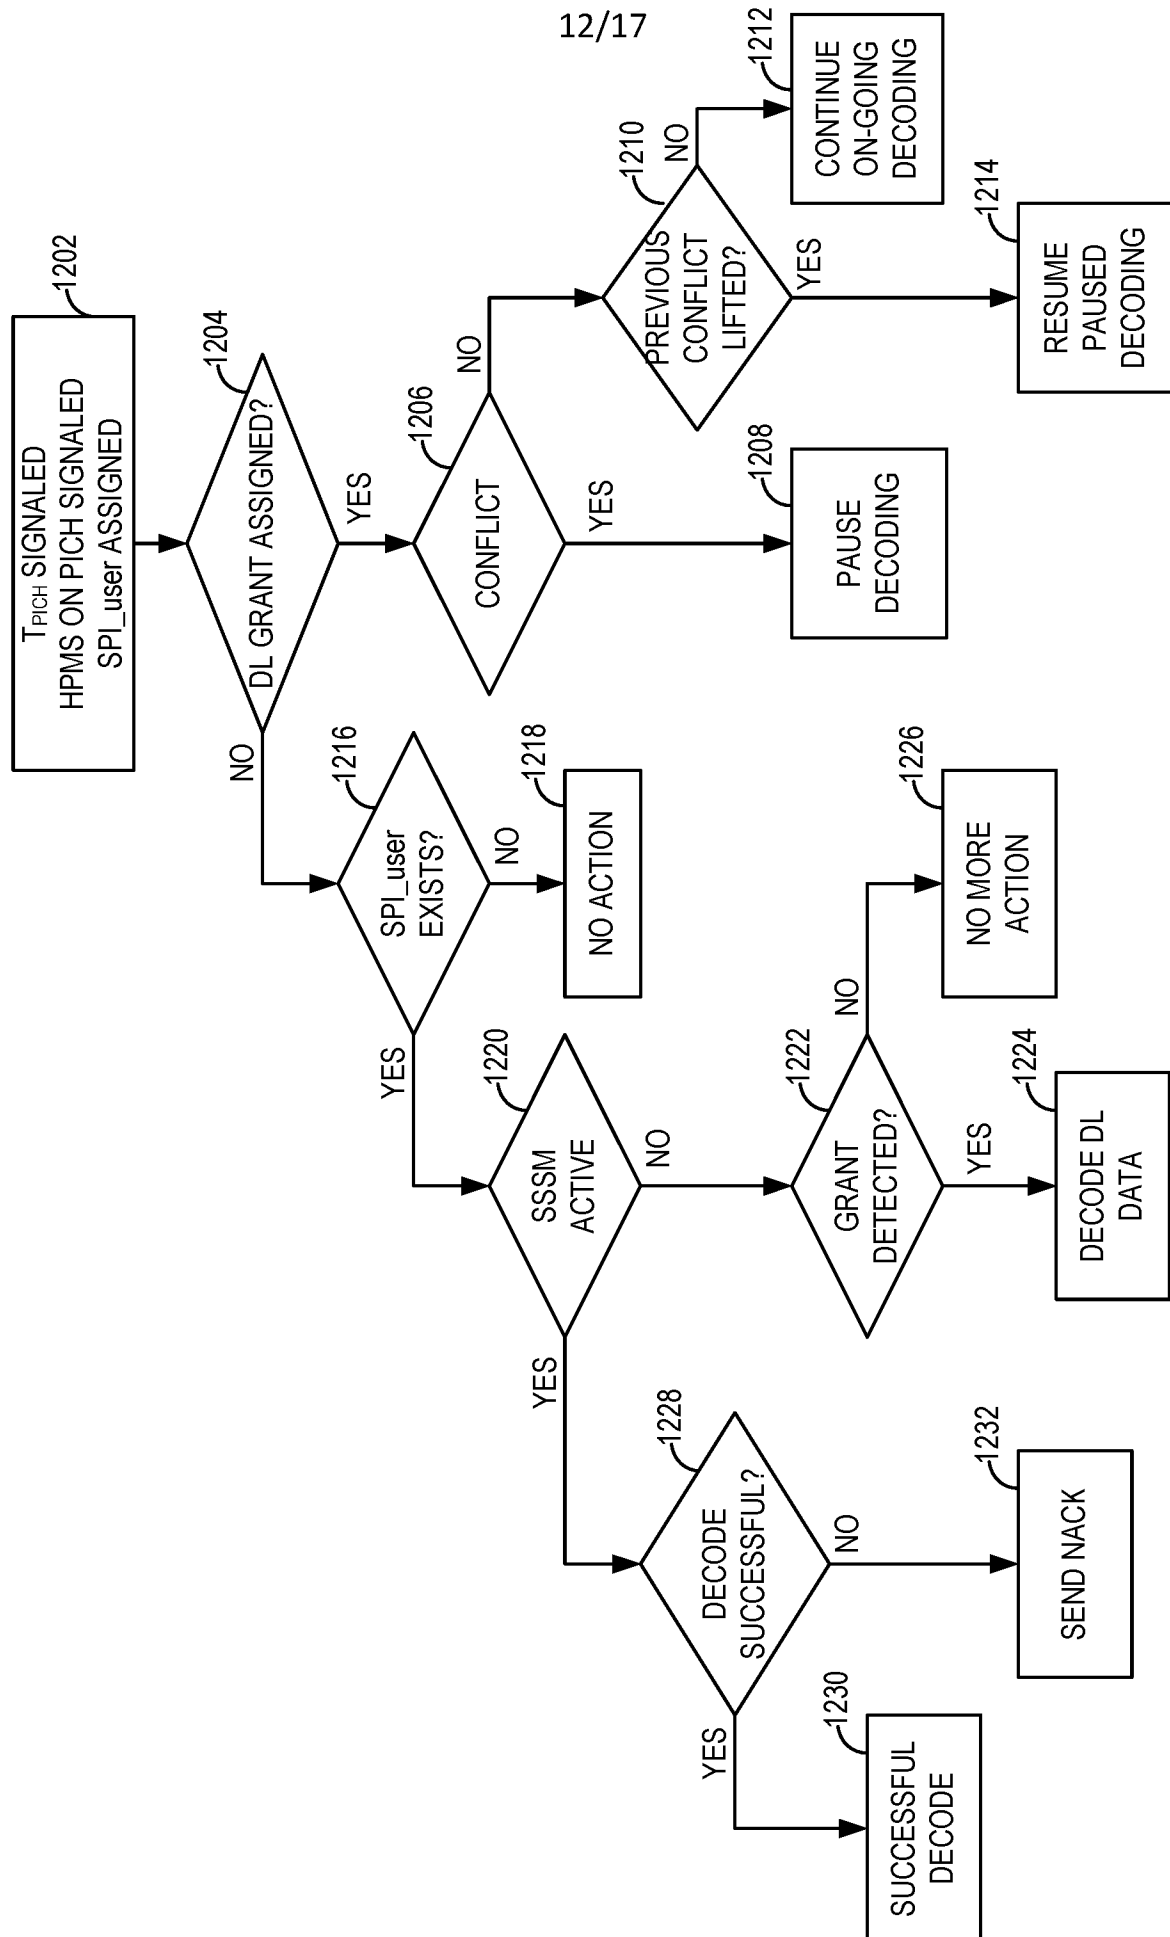 12/17
T_PICH SIGNALED
HPMS ON PICH SIGNALED
SPI_user ASSIGNED
1202
DL GRANT ASSIGNED?
1204
NO
YES
CONFLICT
1206
NO
YES
PAUSE
DECODING
1208
PREVIOUS
CONFLICT
LIFTED?
1210
NO
YES
CONTINUE
ON-GOING
DECODING
1212
RESUME
PAUSED
DECODING
1214
SPI_user
EXISTS?
1216
YES
NO
NO ACTION
1218
SSSM
ACTIVE
1220
YES
NO
GRANT
DETECTED?
1222
NO
YES
DECODE DL
DATA
1224
NO MORE
ACTION
1226
DECODE
SUCCESSFUL?
1228
YES
NO
SUCCESSFUL
DECODE
1230
SEND NACK
1232